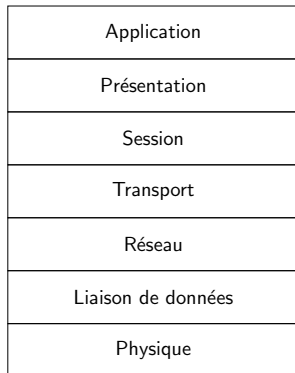 Application
Présentation
Session
Transport
Réseau
Liaison de données
Physique